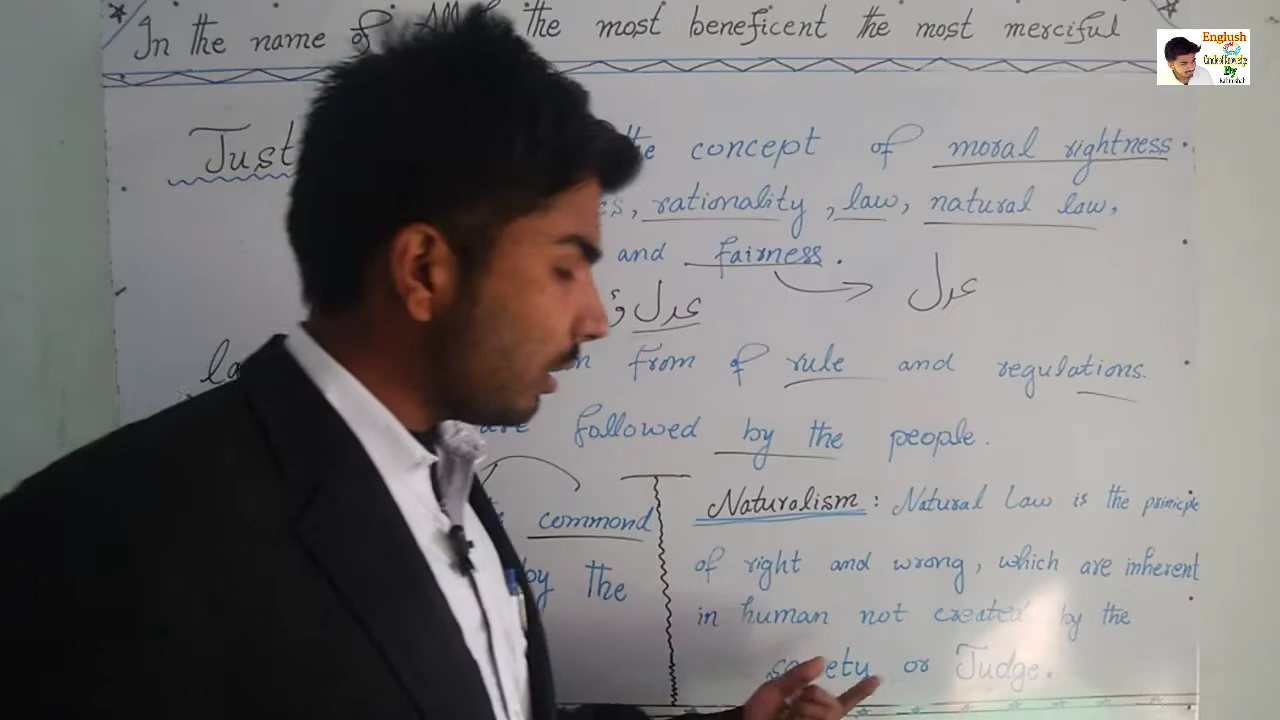 In the name of the most beneficent the most merciful
Englush
By
Just the concept of moral rightness
rationality, law, natural law,
and fairness.
عدل و عدل
la from of rule and regulations.
are followed by the people.
commond
by the
Naturalism : Natural Law is the principle
of right and wrong, which are inherent
in human not created by the
society or Judge.